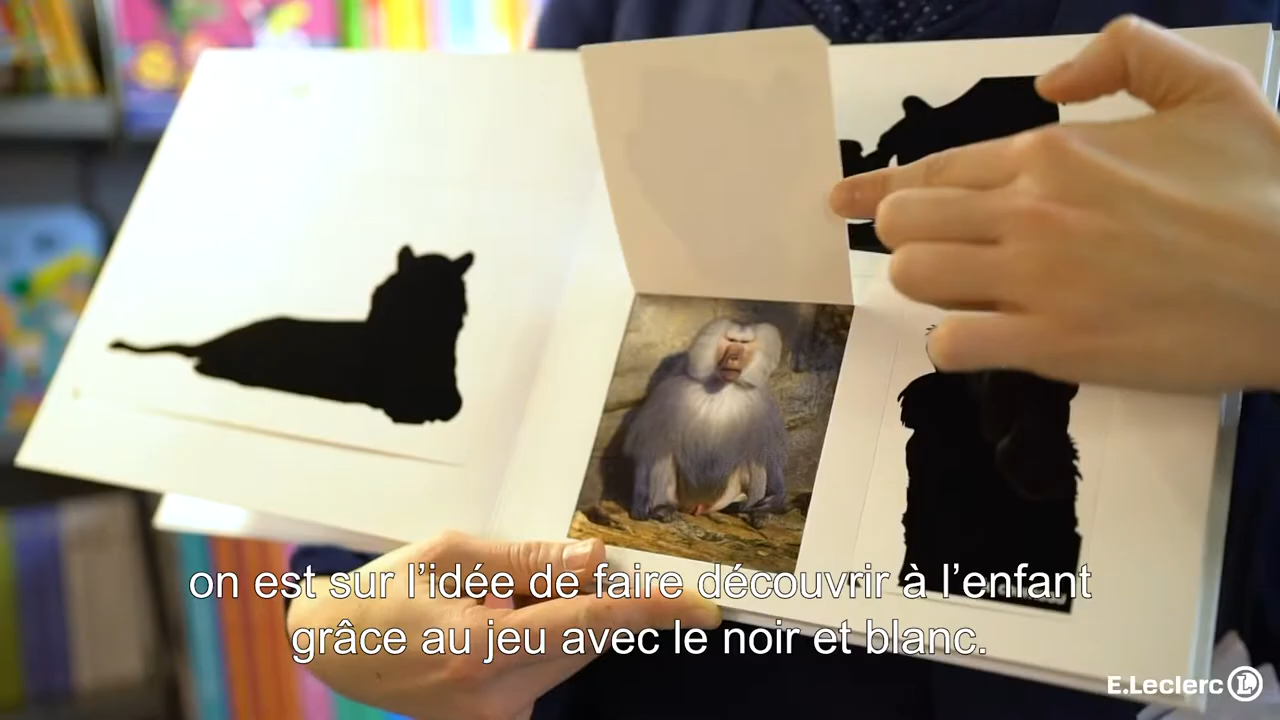 on est sur l’idée de faire découvrir à l’enfant
grâce au jeu avec le noir et blanc.
E.Leclerc L